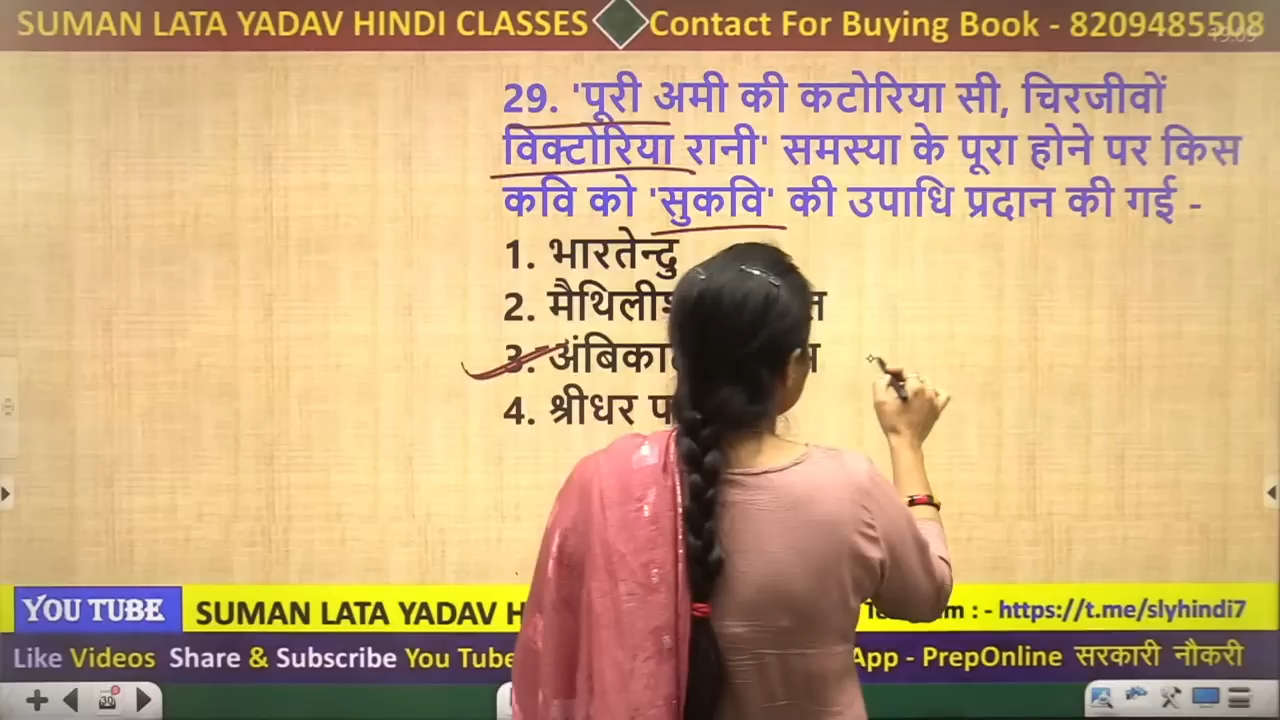 SUMAN LATA YADAV HINDI CLASSES Contact For Buying Book - 8209485508
29. 'पूरी अमी की कटोरिया सी, चिरजीवों
विक्टोरिया रानी' समस्या के पूरा होने पर किस
कवि को 'सुकवि' की उपाधि प्रदान की गई -
1. भारतेन्दु
2.
3.
4. श्रीधर
YOU TUBE SUMAN LATA YADAV : - https://t.me/slyhindi7
Like Videos Share & Subscribe You Tube App - PrepOnline सरकारी नौकरी
30